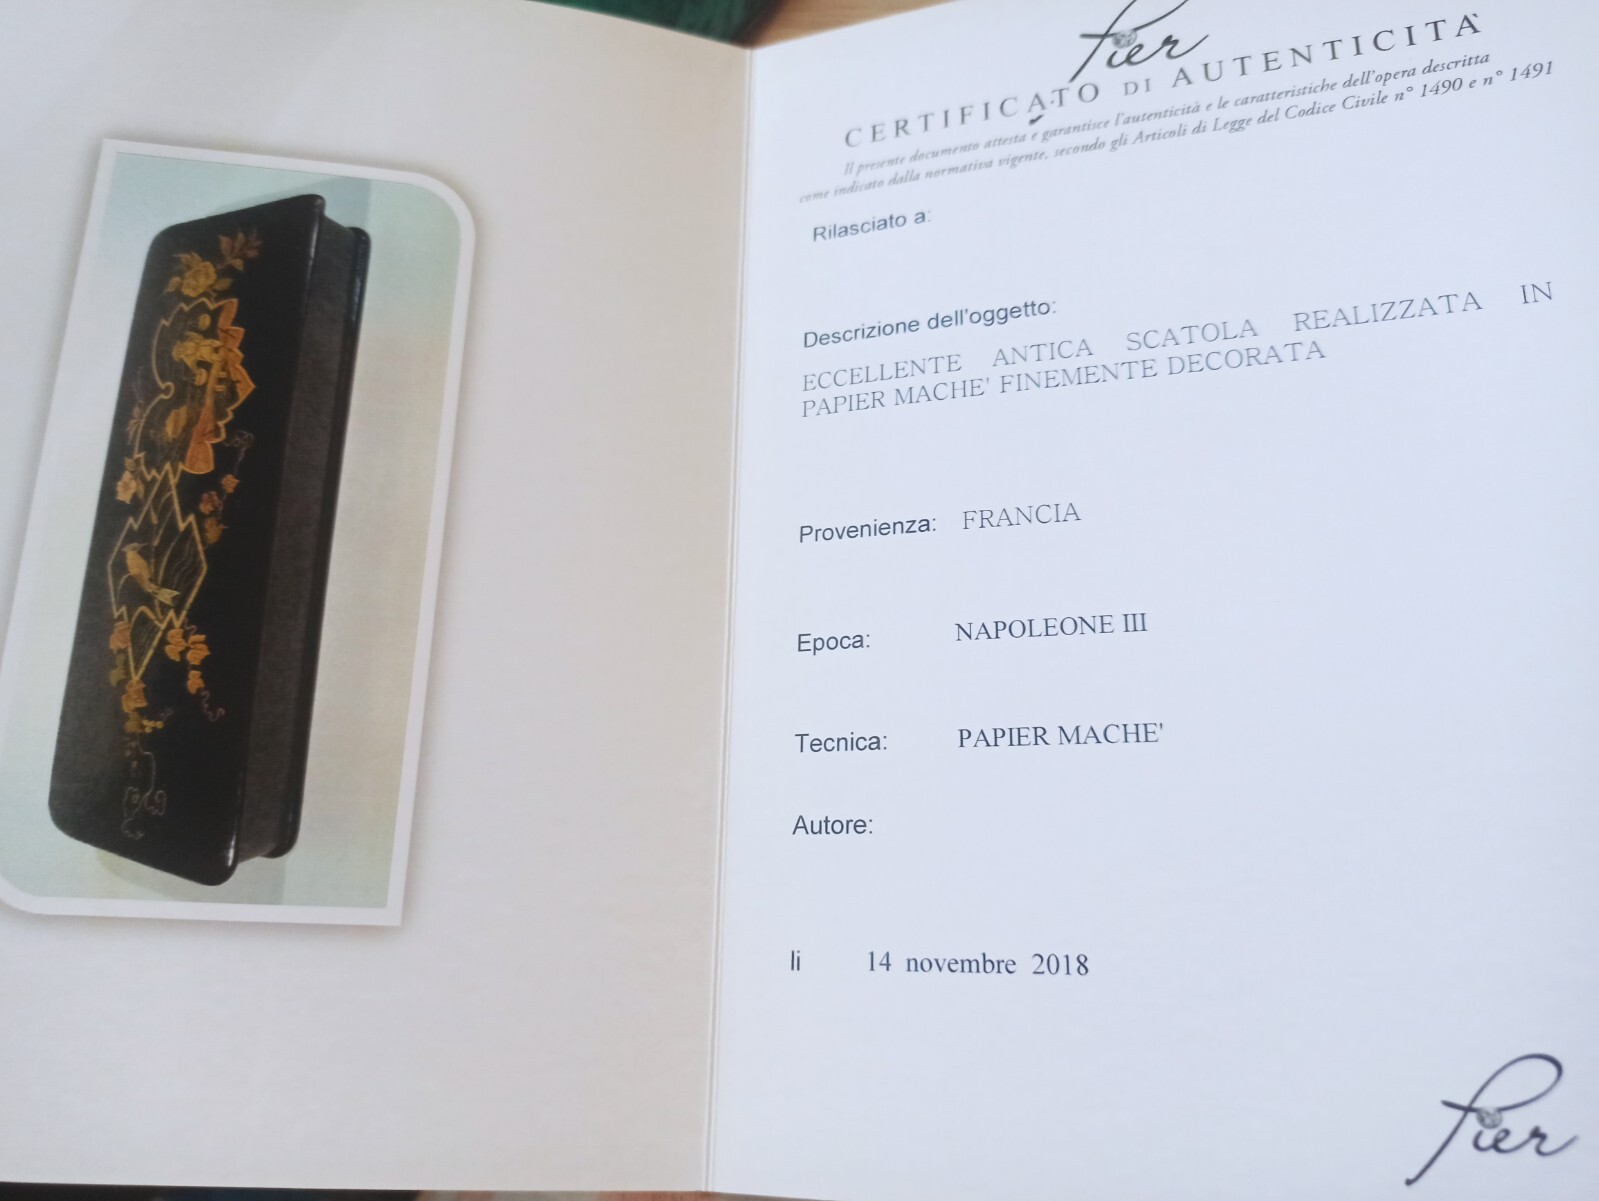 Pier
CERTIFICATO DI AUTENTICITÀ
Il presente documento attesta e garantisce l'autenticità e le caratteristiche dell'opera descritta
come indicato dalla normativa vigente, secondo gli Articoli di Legge del Codice Civile n° 1490 e n° 1491
Rilasciato a:
Descrizione dell'oggetto:
ECCELLENTE ANTICA SCATOLA REALIZZATA IN
PAPIER MACHE' FINEMENTE DECORATA
Provenienza: FRANCIA
Epoca: NAPOLEONE III
Tecnica: PAPIER MACHE'
Autore:
li 14 novembre 2018
Pier